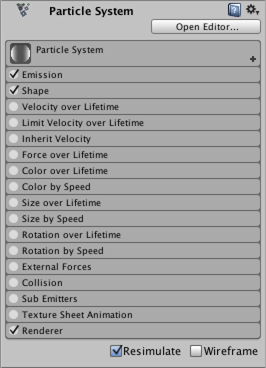 Particle System
Open Editor...
Particle System
Emission
Shape
Velocity over Lifetime
Limit Velocity over Lifetime
Inherit Velocity
Force over Lifetime
Color over Lifetime
Color by Speed
Size over Lifetime
Size by Speed
Rotation over Lifetime
Rotation by Speed
External Forces
Collision
Sub Emitters
Texture Sheet Animation
Renderer
Resimulate Wireframe